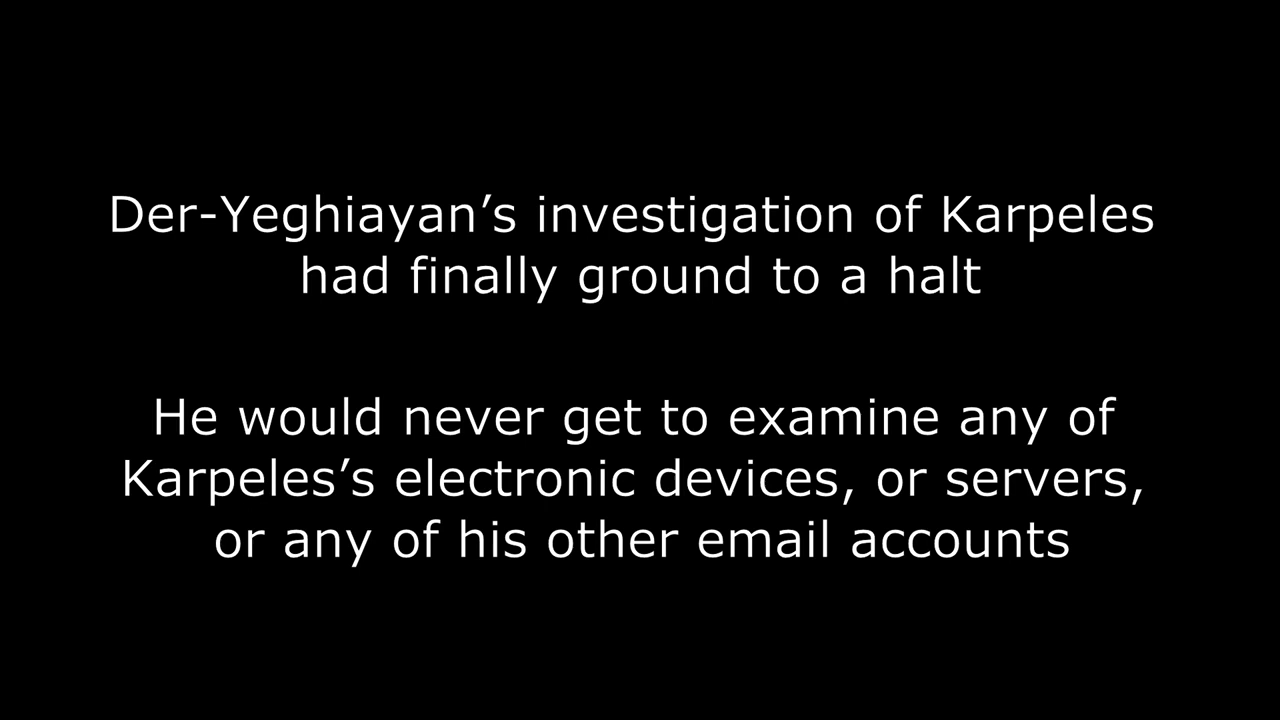 Der-Yeghiayan’s investigation of Karpeles
had finally ground to a halt
He would never get to examine any of
Karpeles’s electronic devices, or servers,
or any of his other email accounts